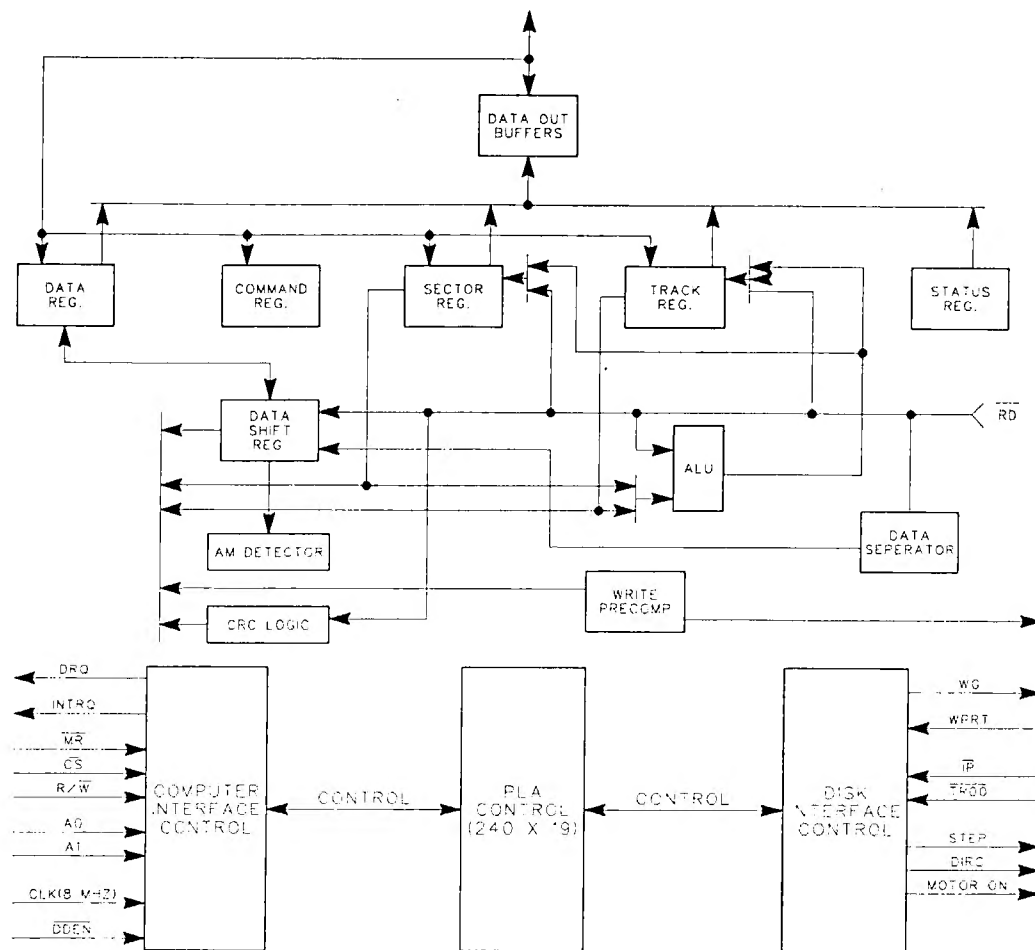 DATA OUT
BUFFERS
DATA
REG.
COMMAND
REG.
SECTOR
REG.
TRACK
REG.
STATUS
REG.
DATA
SHIFT
REG
RD
ALU
AM DETECTOR
DATA
SEPERATOR
WRITE
PRECOMP
CRC LOGIC
DRQ
INTRQ
MR
CS
R/W
A0
A1
CLK(8 MHZ)
DDEN
COMPUTER
INTERFACE
CONTROL
CONTROL
PLA
CONTROL
(240 X 19)
CONTROL
DISK
INTERFACE
CONTROL
WG
WPRT
IP
TR00
STEP
DIRC
MOTOR ON